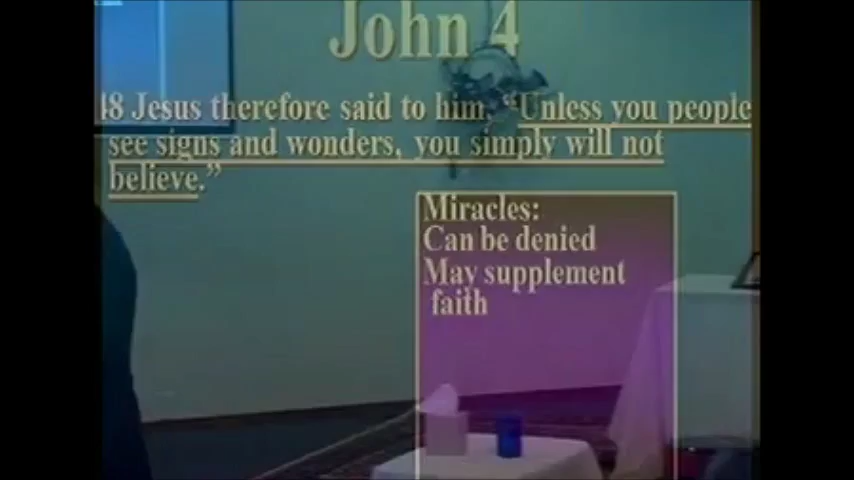 John 4
48 Jesus therefore said to him, “Unless you people
see signs and wonders, you simply will not
believe.”
Miracles:
Can be denied
May supplement
faith